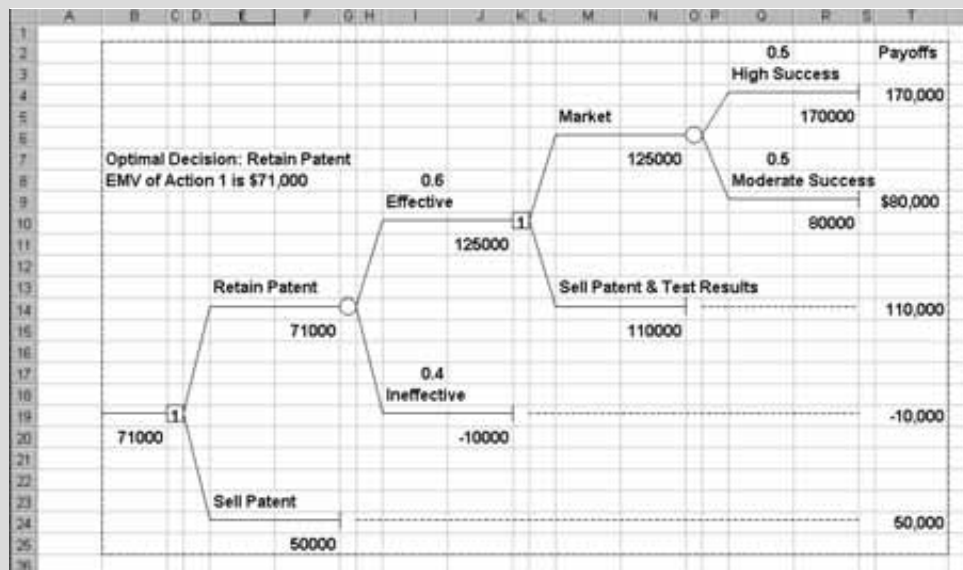 A B C D E F G H I J K L M N O P Q R S T
1
2 0.5 Payoffs
3 High Success
4 170,000
5 Market 170000
6
7 Optimal Decision: Retain Patent 125000 0.5
8 EMV of Action 1 is $71,000 0.6 Moderate Success
9 Effective $80,000
10 1 80000
11 125000
12
13 Retain Patent Sell Patent & Test Results
14 110,000
15 71000 110000
16
17 0.4
18 Ineffective
19 1 -10,000
20 71000 -10000
21
22
23 Sell Patent
24 50,000
25 50000
26